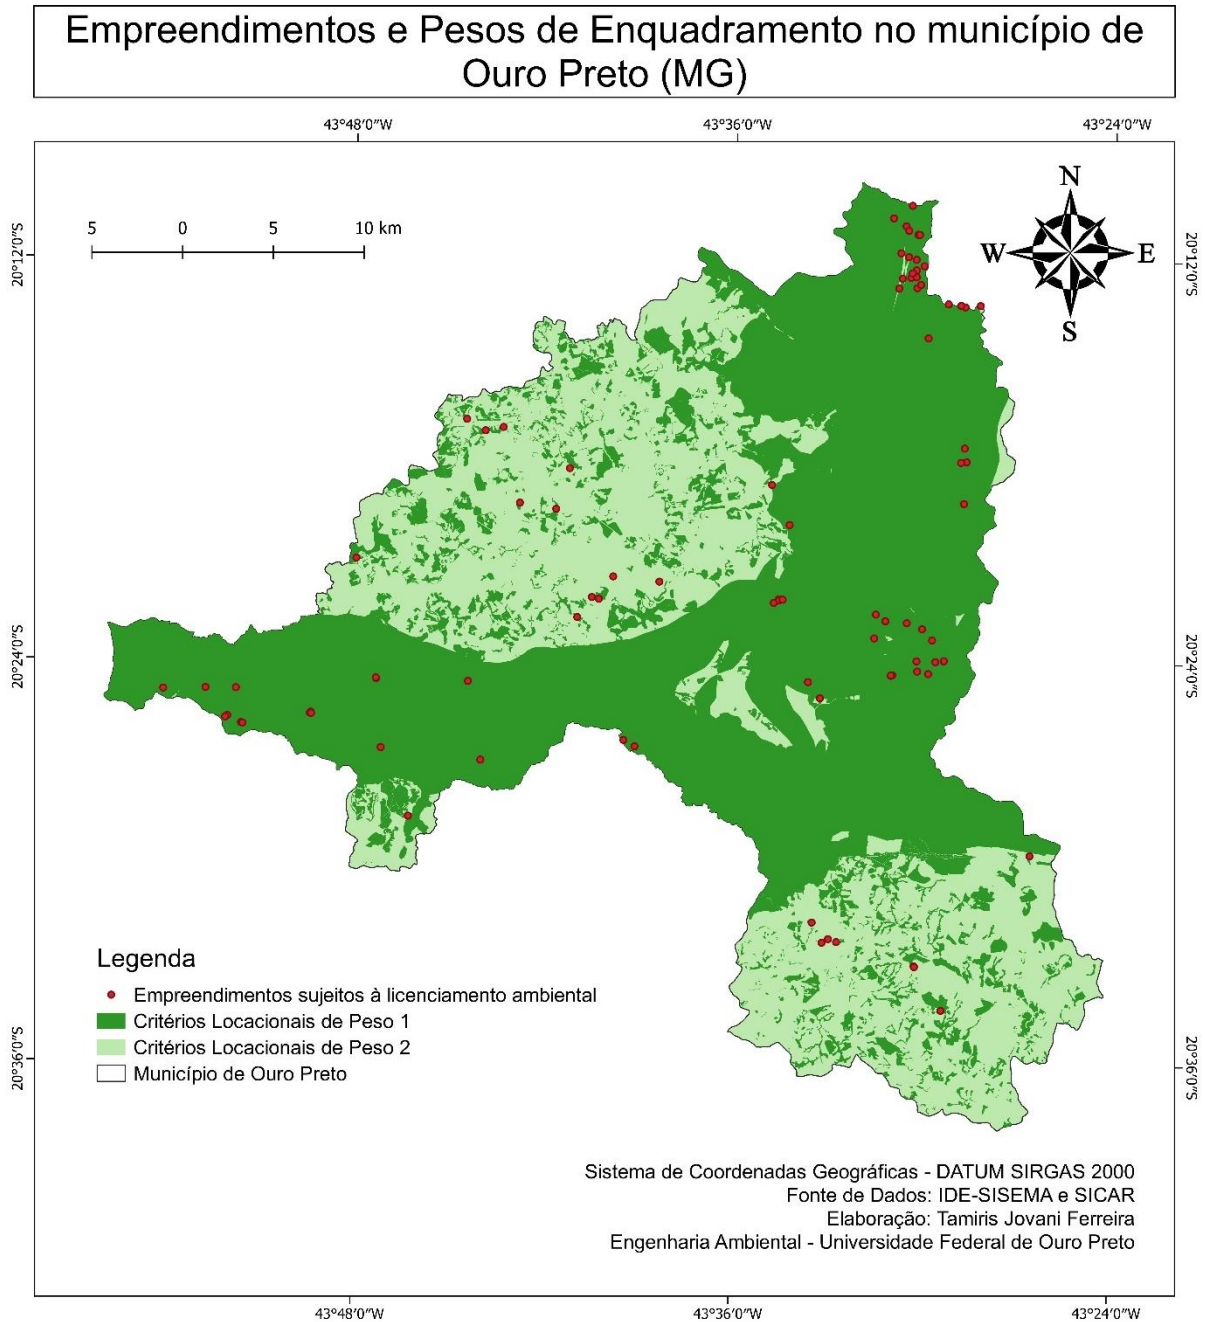 Empreendimentos e Pesos de Enquadramento no município de
Ouro Preto (MG)
43°48′0″W 43°36′0″W 43°24′0″W
N
5 0 5 10 km
W E
20°12′0″S 20°12′0″S
S
20°24′0″S 20°24′0″S
Legenda
Empreendimentos sujeitos à licenciamento ambiental
Critérios Locacionais de Peso 1
Critérios Locacionais de Peso 2
Município de Ouro Preto
20°36′0″S 20°36′0″S
Sistema de Coordenadas Geográficas - DATUM SIRGAS 2000
Fonte de Dados: IDE-SISEMA e SICAR
Elaboração: Tamiris Jovani Ferreira
Engenharia Ambiental - Universidade Federal de Ouro Preto
43°48′0″W 43°36′0″W 43°24′0″W